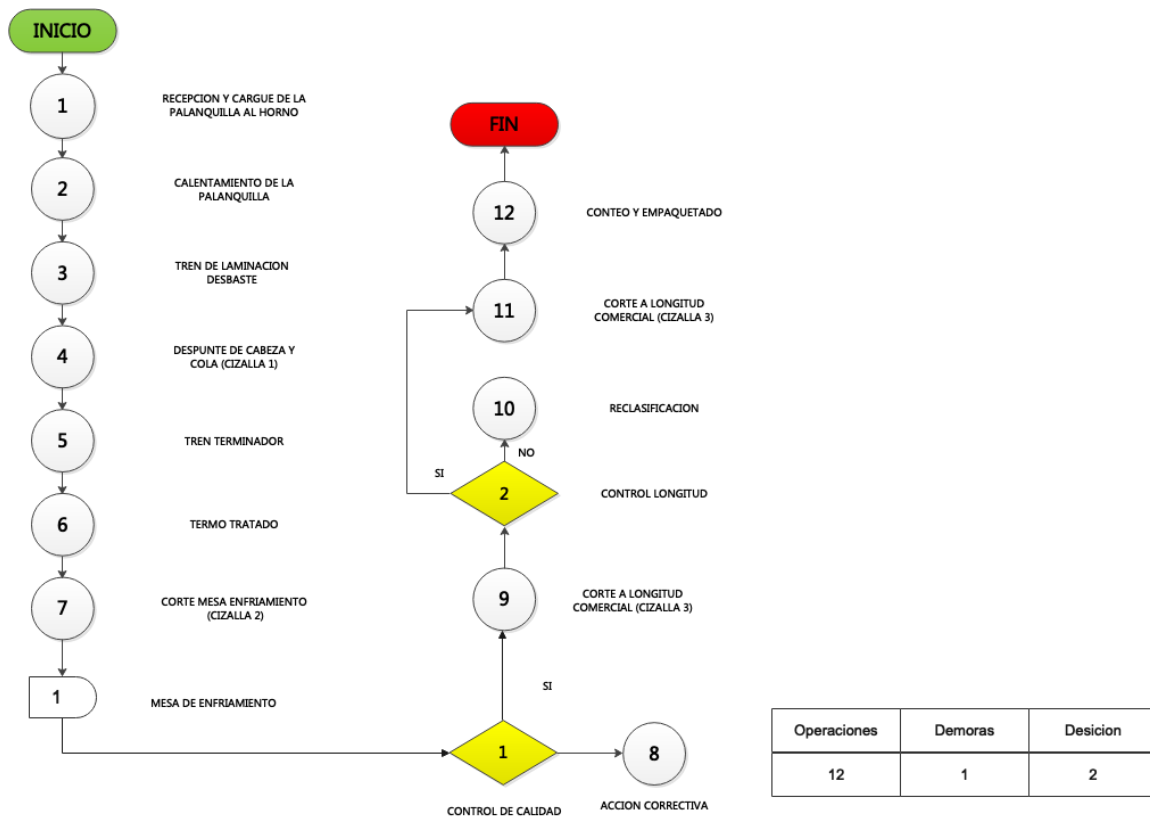 INICIO
1
RECEPCION Y CARGUE DE LA
PALANQUILLA AL HORNO
2
CALENTAMIENTO DE LA
PALANQUILLA
3
TREN DE LAMINACION
DESBASTE
4
DESPUNTE DE CABEZA Y
COLA (CIZALLA 1)
5
TREN TERMINADOR
6
TERMO TRATADO
7
CORTE MESA ENFRIAMIENTO
(CIZALLA 2)
1
MESA DE ENFRIAMIENTO
FIN
12
CONTEO Y EMPAQUETADO
11
CORTE A LONGITUD
COMERCIAL (CIZALLA 3)
10
RECLASIFICACION
SI
NO
2
CONTROL LONGITUD
9
CORTE A LONGITUD
COMERCIAL (CIZALLA 3)
SI
1
CONTROL DE CALIDAD
8
ACCION CORRECTIVA
Operaciones Demoras Desicion
12 1 2